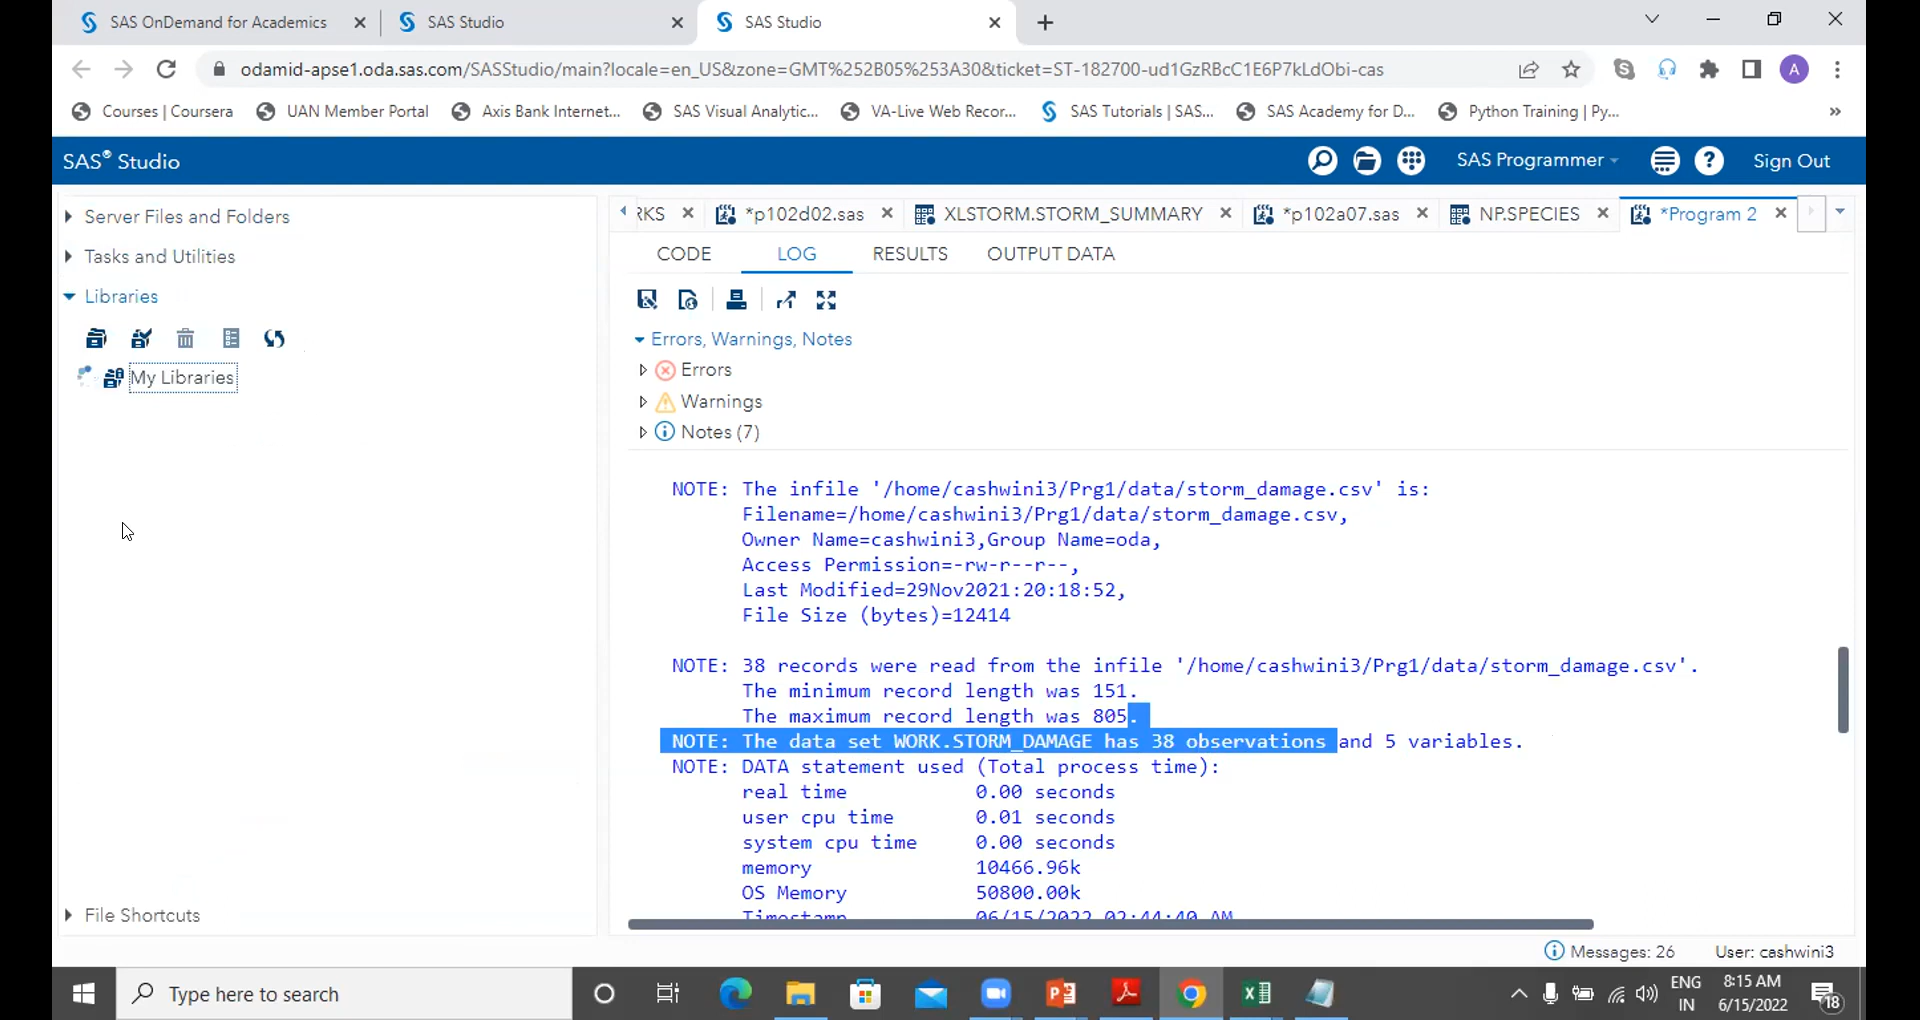 SAS OnDemand for Academics
SAS Studio
SAS Studio
odamid-apse1.oda.sas.com/SASStudio/main?locale=en_US&zone=GMT%252B05%253A30&ticket=ST-182700-ud1GzRBcC1E6P7kLdObi-cas
A
Courses | Coursera
UAN Member Portal
Axis Bank Internet...
SAS Visual Analytic...
VA-Live Web Recor...
SAS Tutorials | SAS...
SAS Academy for D...
Python Training | Py...
»
SAS® Studio
SAS Programmer
Sign Out
Server Files and Folders
Tasks and Utilities
Libraries
My Libraries
File Shortcuts
RKS
*p102d02.sas
XLSTORM.STORM_SUMMARY
*p102a07.sas
NP.SPECIES
*Program 2
CODE
LOG
RESULTS
OUTPUT DATA
Errors, Warnings, Notes
Errors
Warnings
Notes (7)
NOTE: The infile '/home/cashwini3/Prg1/data/storm_damage.csv' is:
Filename=/home/cashwini3/Prg1/data/storm_damage.csv,
Owner Name=cashwini3,Group Name=oda,
Access Permission=-rw-r--r--,
Last Modified=29Nov2021:20:18:52,
File Size (bytes)=12414
NOTE: 38 records were read from the infile '/home/cashwini3/Prg1/data/storm_damage.csv'.
The minimum record length was 151.
The maximum record length was 805.
NOTE: The data set WORK.STORM_DAMAGE has 38 observations and 5 variables.
NOTE: DATA statement used (Total process time):
real time 0.00 seconds
user cpu time 0.01 seconds
system cpu time 0.00 seconds
memory 10466.96k
OS Memory 50800.00k
Timestamp 06/15/2022 02:44:40 AM
Messages: 26
User: cashwini3
Type here to search
ENG
IN
8:15 AM
6/15/2022
18